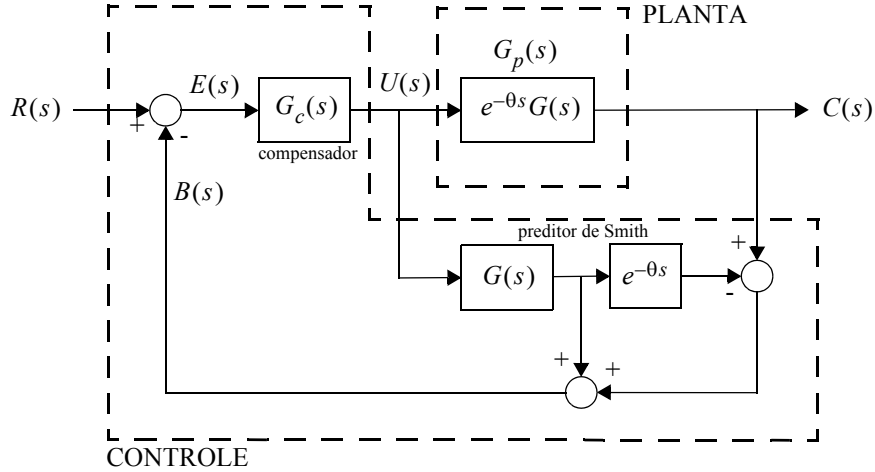 PLANTA
G_p(s)
R(s)
+
-
E(s)
G_c(s)
compensador
U(s)
e^{-θs}G(s)
C(s)
B(s)
preditor de Smith
G(s)
e^{-θs}
+
-
+
+
CONTROLE